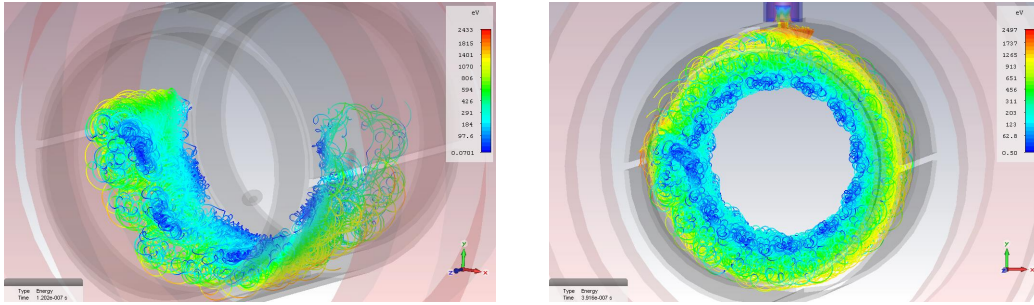 eV
2433
1815
1401
1070
806
594
426
291
184
97.6
0.0701
y
z
x
Type Energy
Time 1.202e-007 s
eV
2497
1737
1265
913
651
456
311
203
123
62.8
0.50
y
z
x
Type Energy
Time 3.916e-007 s